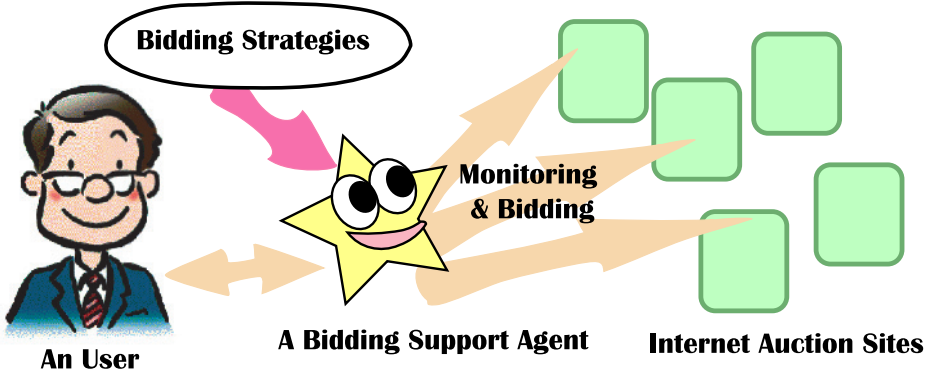 Bidding Strategies
Monitoring
& Bidding
An User
A Bidding Support Agent
Internet Auction Sites